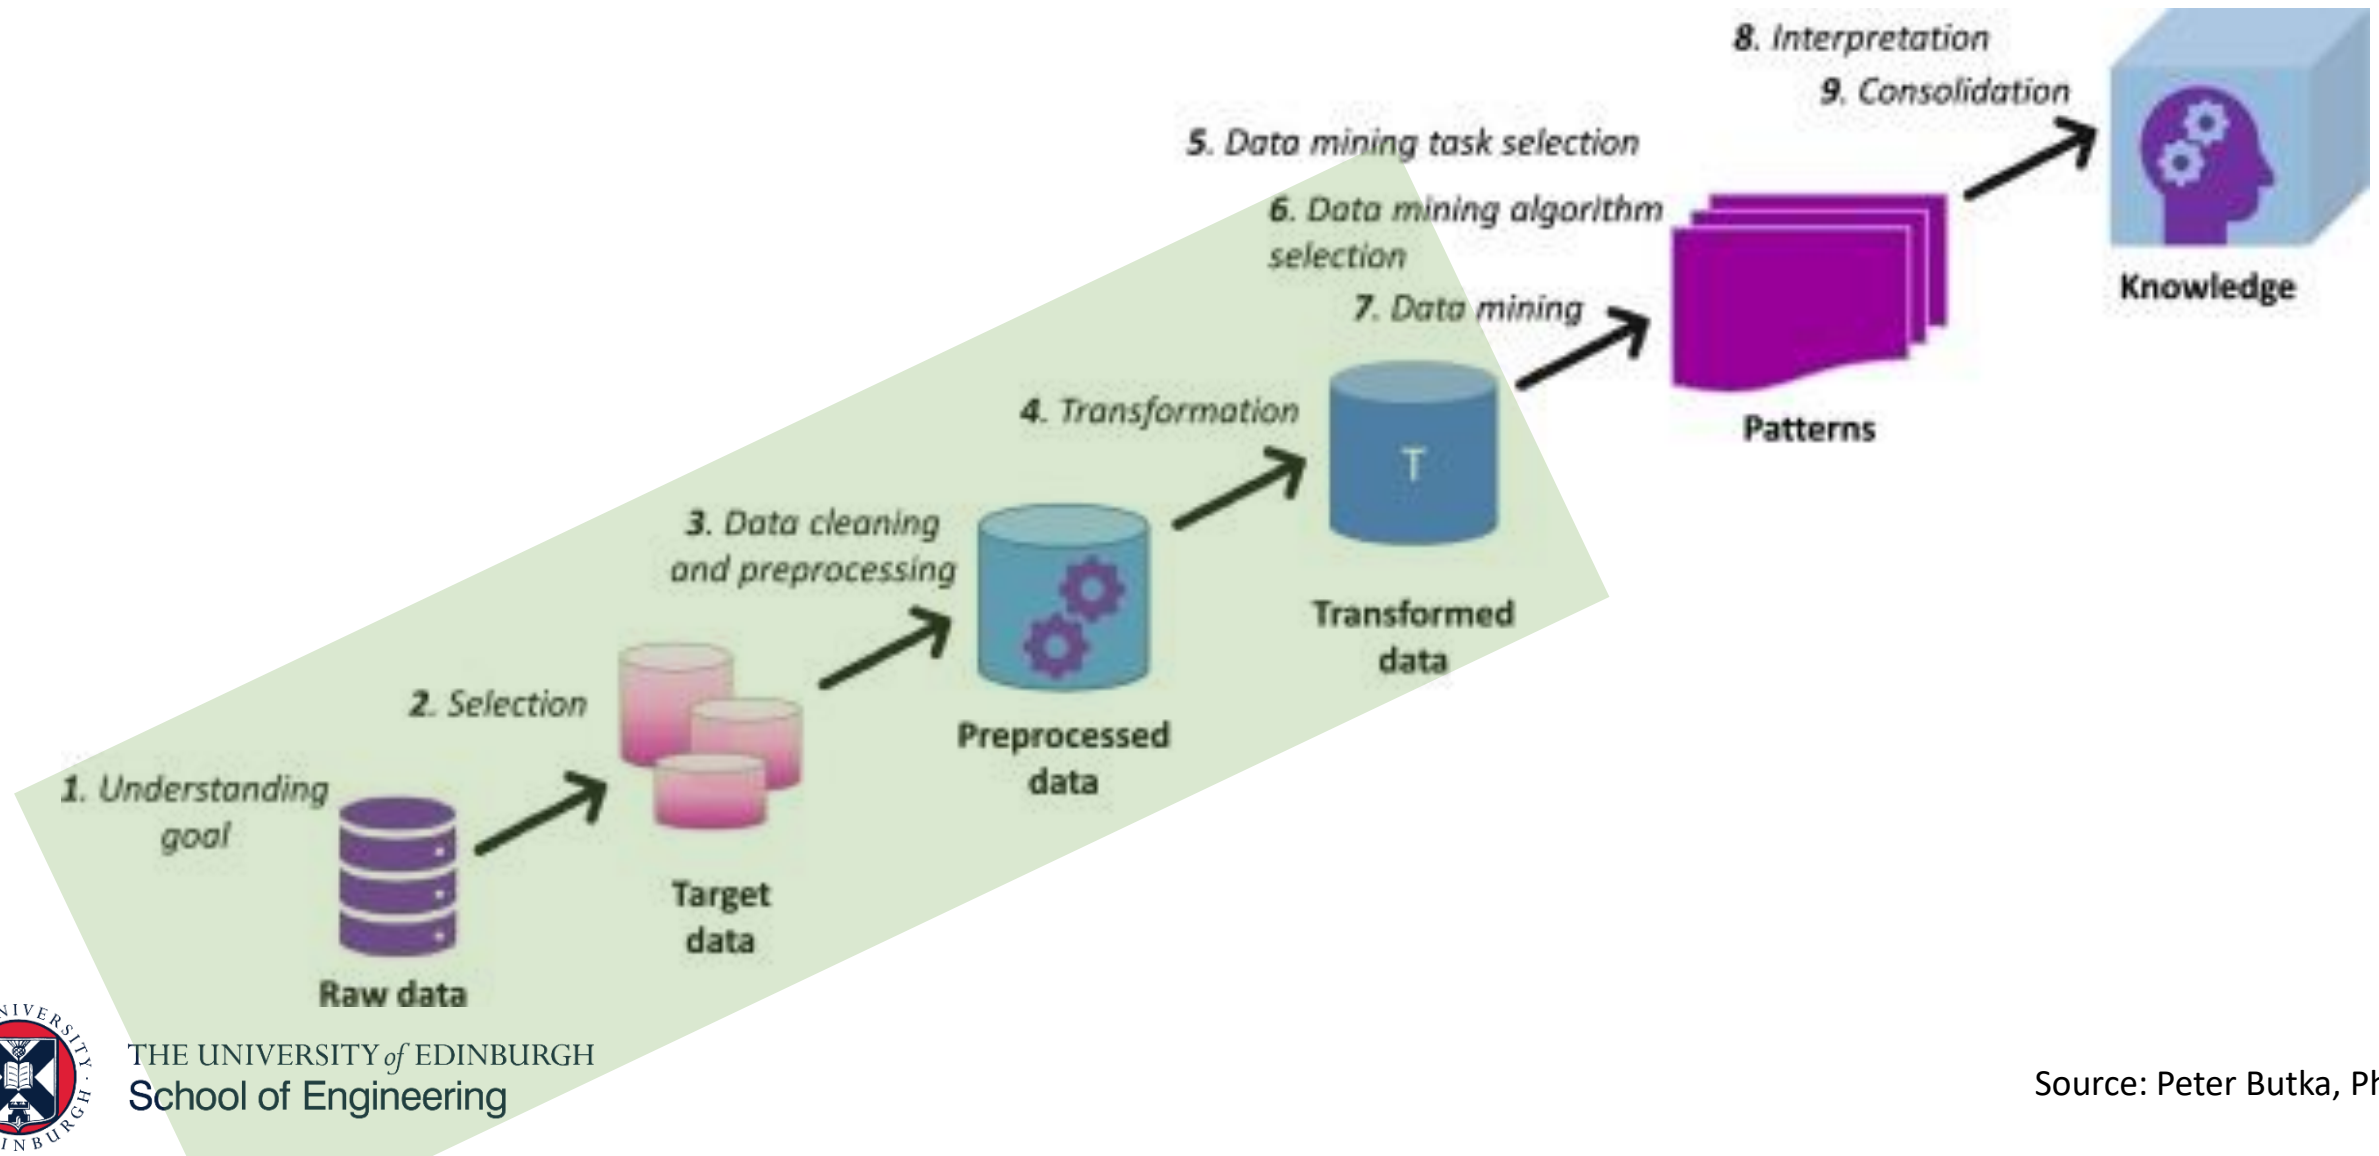 8. Interpretation
9. Consolidation
5. Data mining task selection
6. Data mining algorithm
selection
7. Data mining
Knowledge
Patterns
4. Transformation
T
Transformed
data
3. Data cleaning
and preprocessing
Preprocessed
data
2. Selection
Target
data
1. Understanding
goal
Raw data
THE UNIVERSITY of EDINBURGH
School of Engineering
Source: Peter Butka,